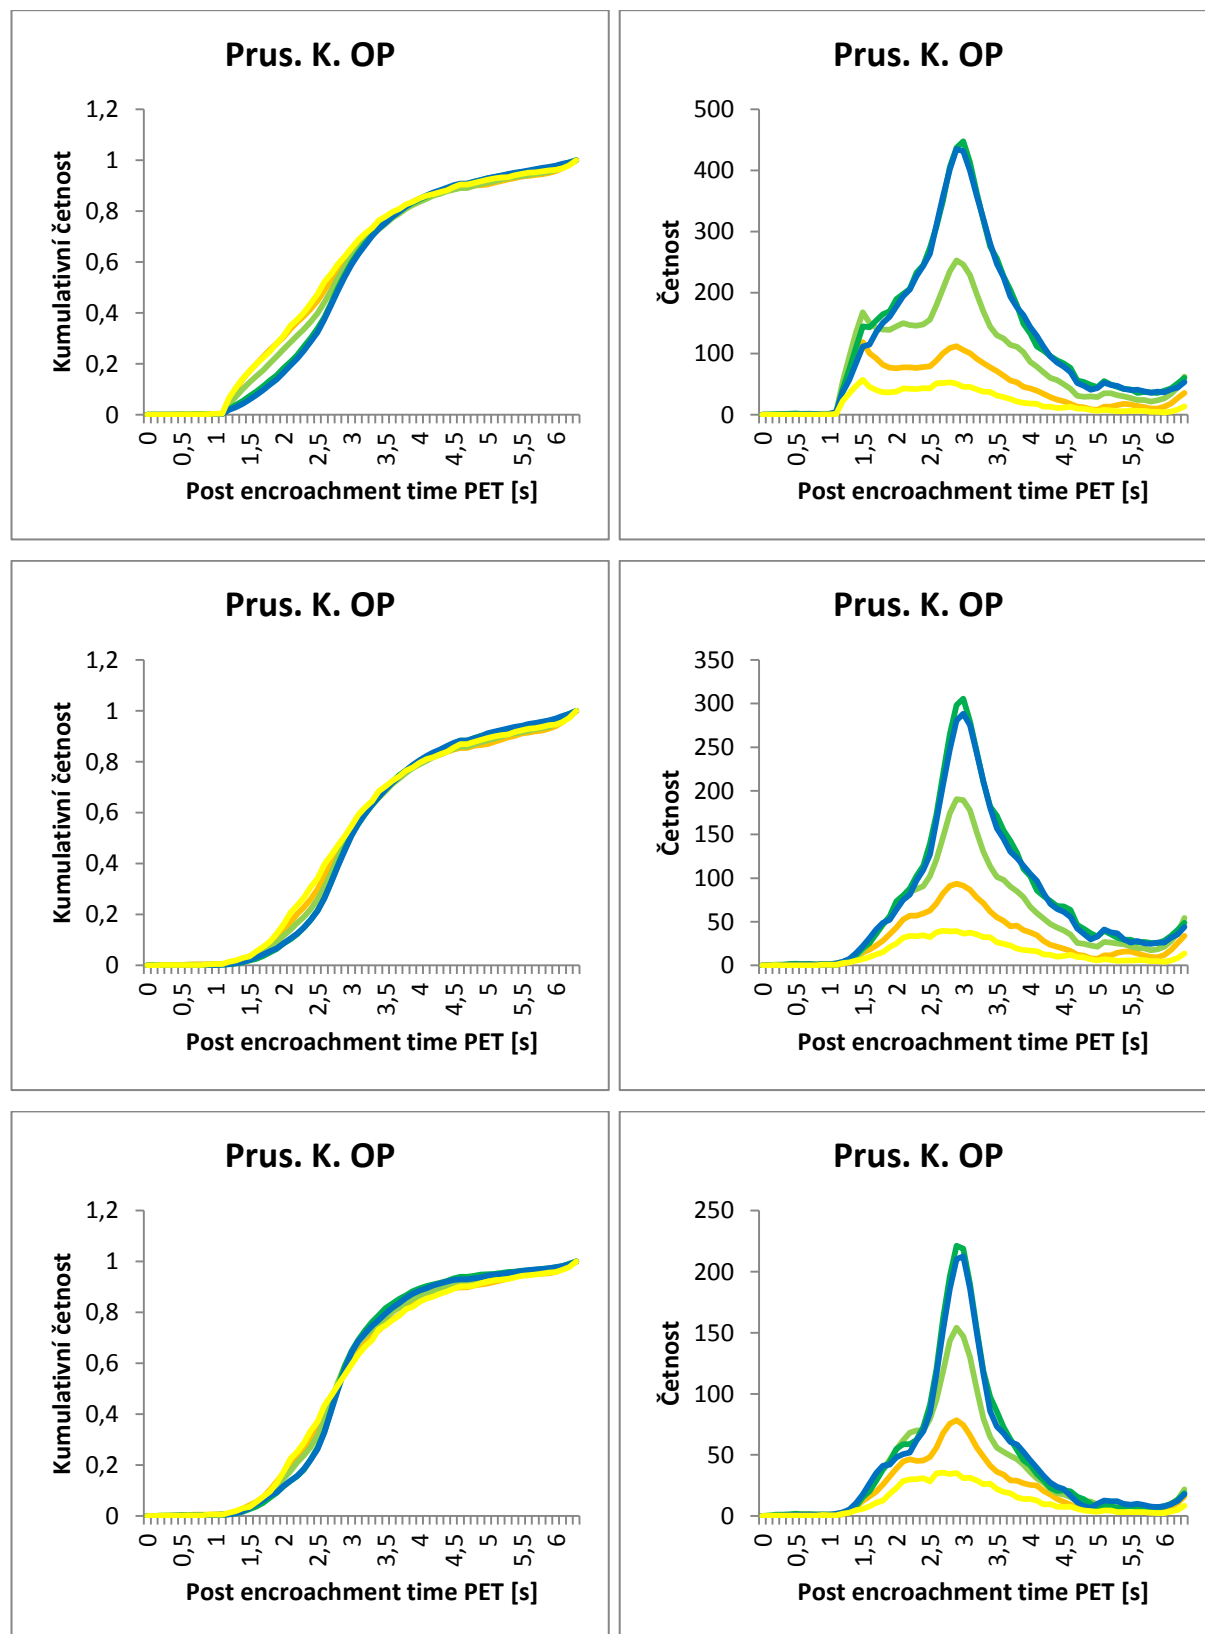 Prus. K. OP
1,2
1
0,8
0,6
0,4
0,2
0
Kumulativní četnost
0 0,5 1 1,5 2 2,5 3 3,5 4 4,5 5 5,5 6
Post encroachment time PET [s]
Prus. K. OP
500
400
300
200
100
0
Četnost
0 0,5 1 1,5 2 2,5 3 3,5 4 4,5 5 5,5 6
Post encroachment time PET [s]
Prus. K. OP
1,2
1
0,8
0,6
0,4
0,2
0
Kumulativní četnost
0 0,5 1 1,5 2 2,5 3 3,5 4 4,5 5 5,5 6
Post encroachment time PET [s]
Prus. K. OP
350
300
250
200
150
100
50
0
Četnost
0 0,5 1 1,5 2 2,5 3 3,5 4 4,5 5 5,5 6
Post encroachment time PET [s]
Prus. K. OP
1,2
1
0,8
0,6
0,4
0,2
0
Kumulativní četnost
0 0,5 1 1,5 2 2,5 3 3,5 4 4,5 5 5,5 6
Post encroachment time PET [s]
Prus. K. OP
250
200
150
100
50
0
Četnost
0 0,5 1 1,5 2 2,5 3 3,5 4 4,5 5 5,5 6
Post encroachment time PET [s]